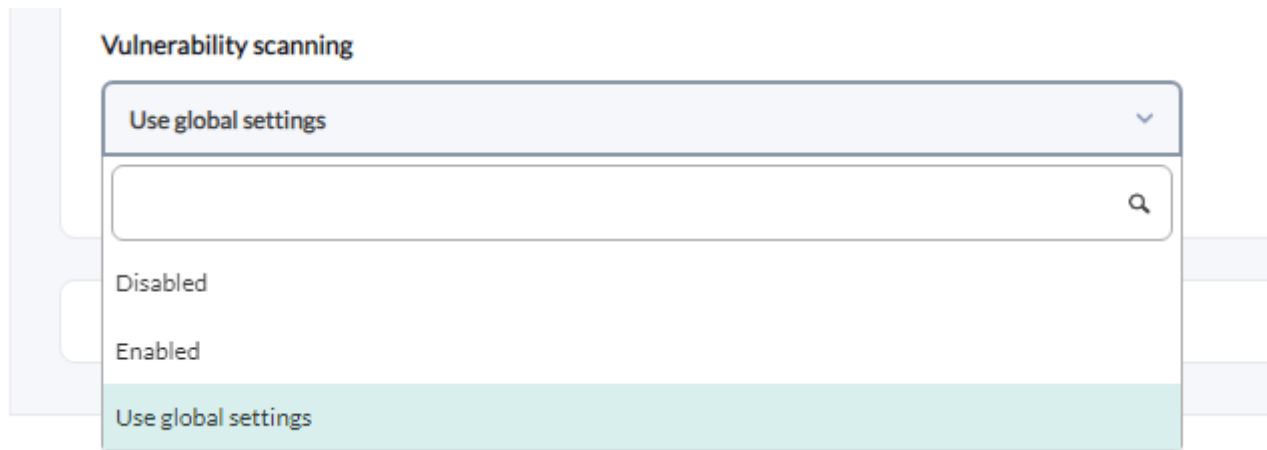 Vulnerability scanning
Use global settings
Disabled
Enabled
Use global settings